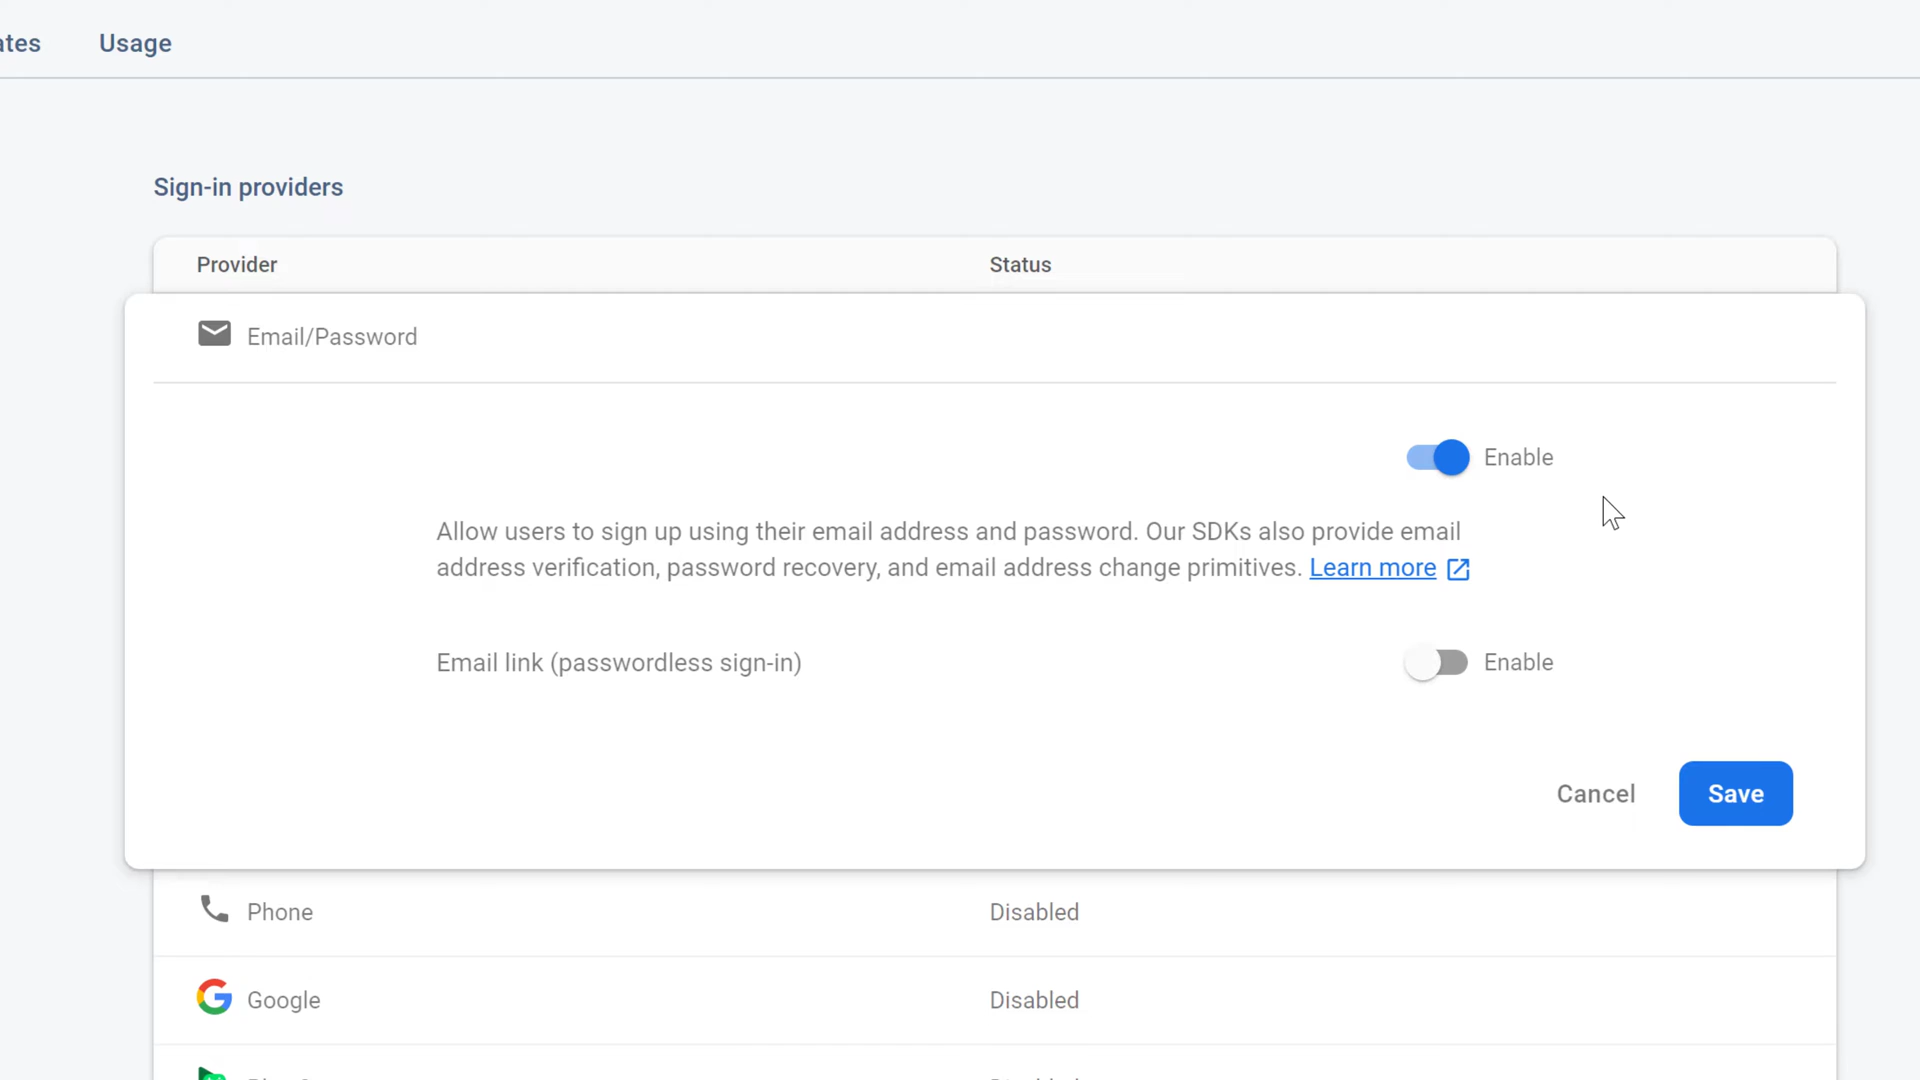 Usage
Sign-in providers
Provider Status
Email/Password
Enable
Allow users to sign up using their email address and password. Our SDKs also provide email
address verification, password recovery, and email address change primitives. Learn more
Email link (passwordless sign-in) Enable
Cancel Save
Phone Disabled
Google Disabled